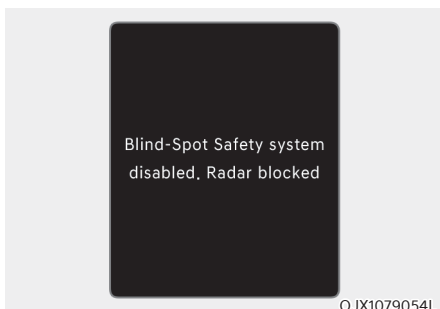 Blind-Spot Safety system
disabled. Radar blocked
OJX1079054L